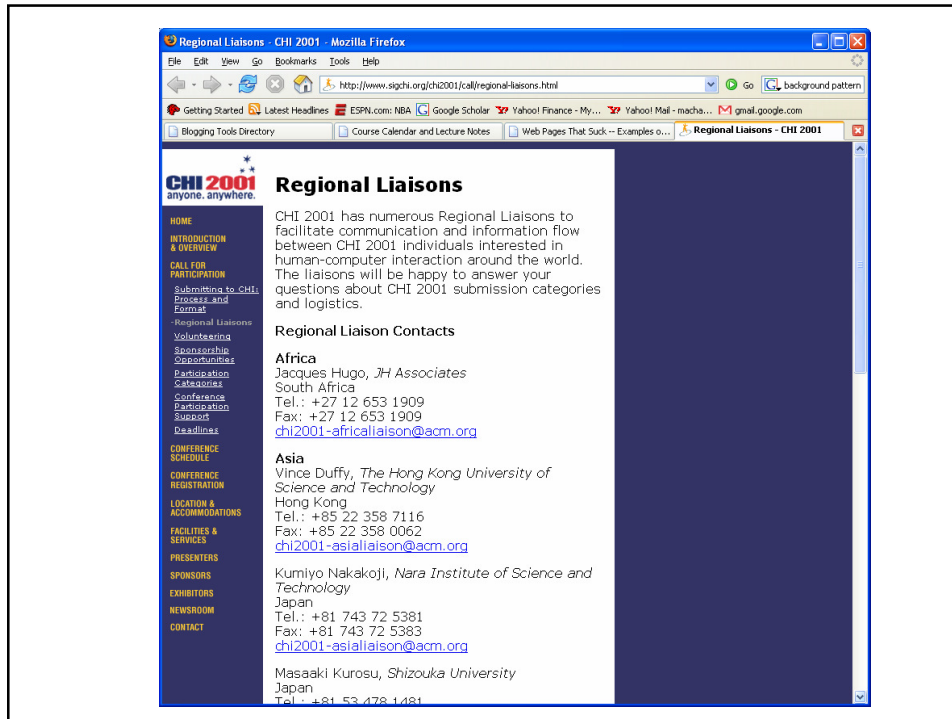 Regional Liaisons - CHI 2001 - Mozilla Firefox
File Edit View Go Bookmarks Tools Help
http://www.sigchi.org/chi2001/call/regional-liaisons.html
Go
background pattern
Getting Started Latest Headlines ESPN.com: NBA Google Scholar Yahoo! Finance - My... Yahoo! Mail - macha... gmail.google.com
Blogging Tools Directory
Course Calendar and Lecture Notes
Web Pages That Suck -- Examples o...
Regional Liaisons - CHI 2001
CHI 2001
anyone. anywhere.
HOME
INTRODUCTION
& OVERVIEW
CALL FOR
PARTICIPATION
Submitting to CHI:
Process and
Format
-Regional Liaisons
Volunteering
Sponsorship
Opportunities
Participation
Categories
Conference
Participation
Support
Deadlines
CONFERENCE
SCHEDULE
CONFERENCE
REGISTRATION
LOCATION &
ACCOMMODATIONS
FACILITIES &
SERVICES
PRESENTERS
SPONSORS
EXHIBITORS
NEWSROOM
CONTACT
Regional Liaisons
CHI 2001 has numerous Regional Liaisons to
facilitate communication and information flow
between CHI 2001 individuals interested in
human-computer interaction around the world.
The liaisons will be happy to answer your
questions about CHI 2001 submission categories
and logistics.
Regional Liaison Contacts
Africa
Jacques Hugo, JH Associates
South Africa
Tel.: +27 12 653 1909
Fax: +27 12 653 1909
chi2001-africaliaison@acm.org
Asia
Vince Duffy, The Hong Kong University of
Science and Technology
Hong Kong
Tel.: +85 22 358 7116
Fax: +85 22 358 0062
chi2001-asialiaison@acm.org
Kumiyo Nakakoji, Nara Institute of Science and
Technology
Japan
Tel.: +81 743 72 5381
Fax: +81 743 72 5383
chi2001-asialiaison@acm.org
Masaaki Kurosu, Shizouka University
Japan
Tel.: +81 53 478 1481